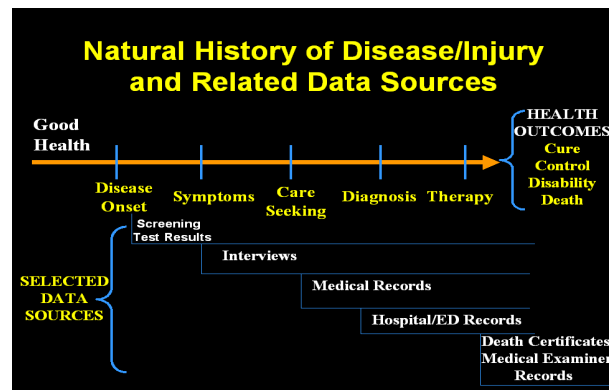 Natural History of Disease/Injury
and Related Data Sources
Good
Health
HEALTH
OUTCOMES
Cure
Control
Disability
Death
Disease
Onset
Symptoms
Care
Seeking
Diagnosis
Therapy
Screening
Test Results
Interviews
SELECTED
DATA
SOURCES
Medical Records
Hospital/ED Records
Death Certificates
Medical Examiner
Records